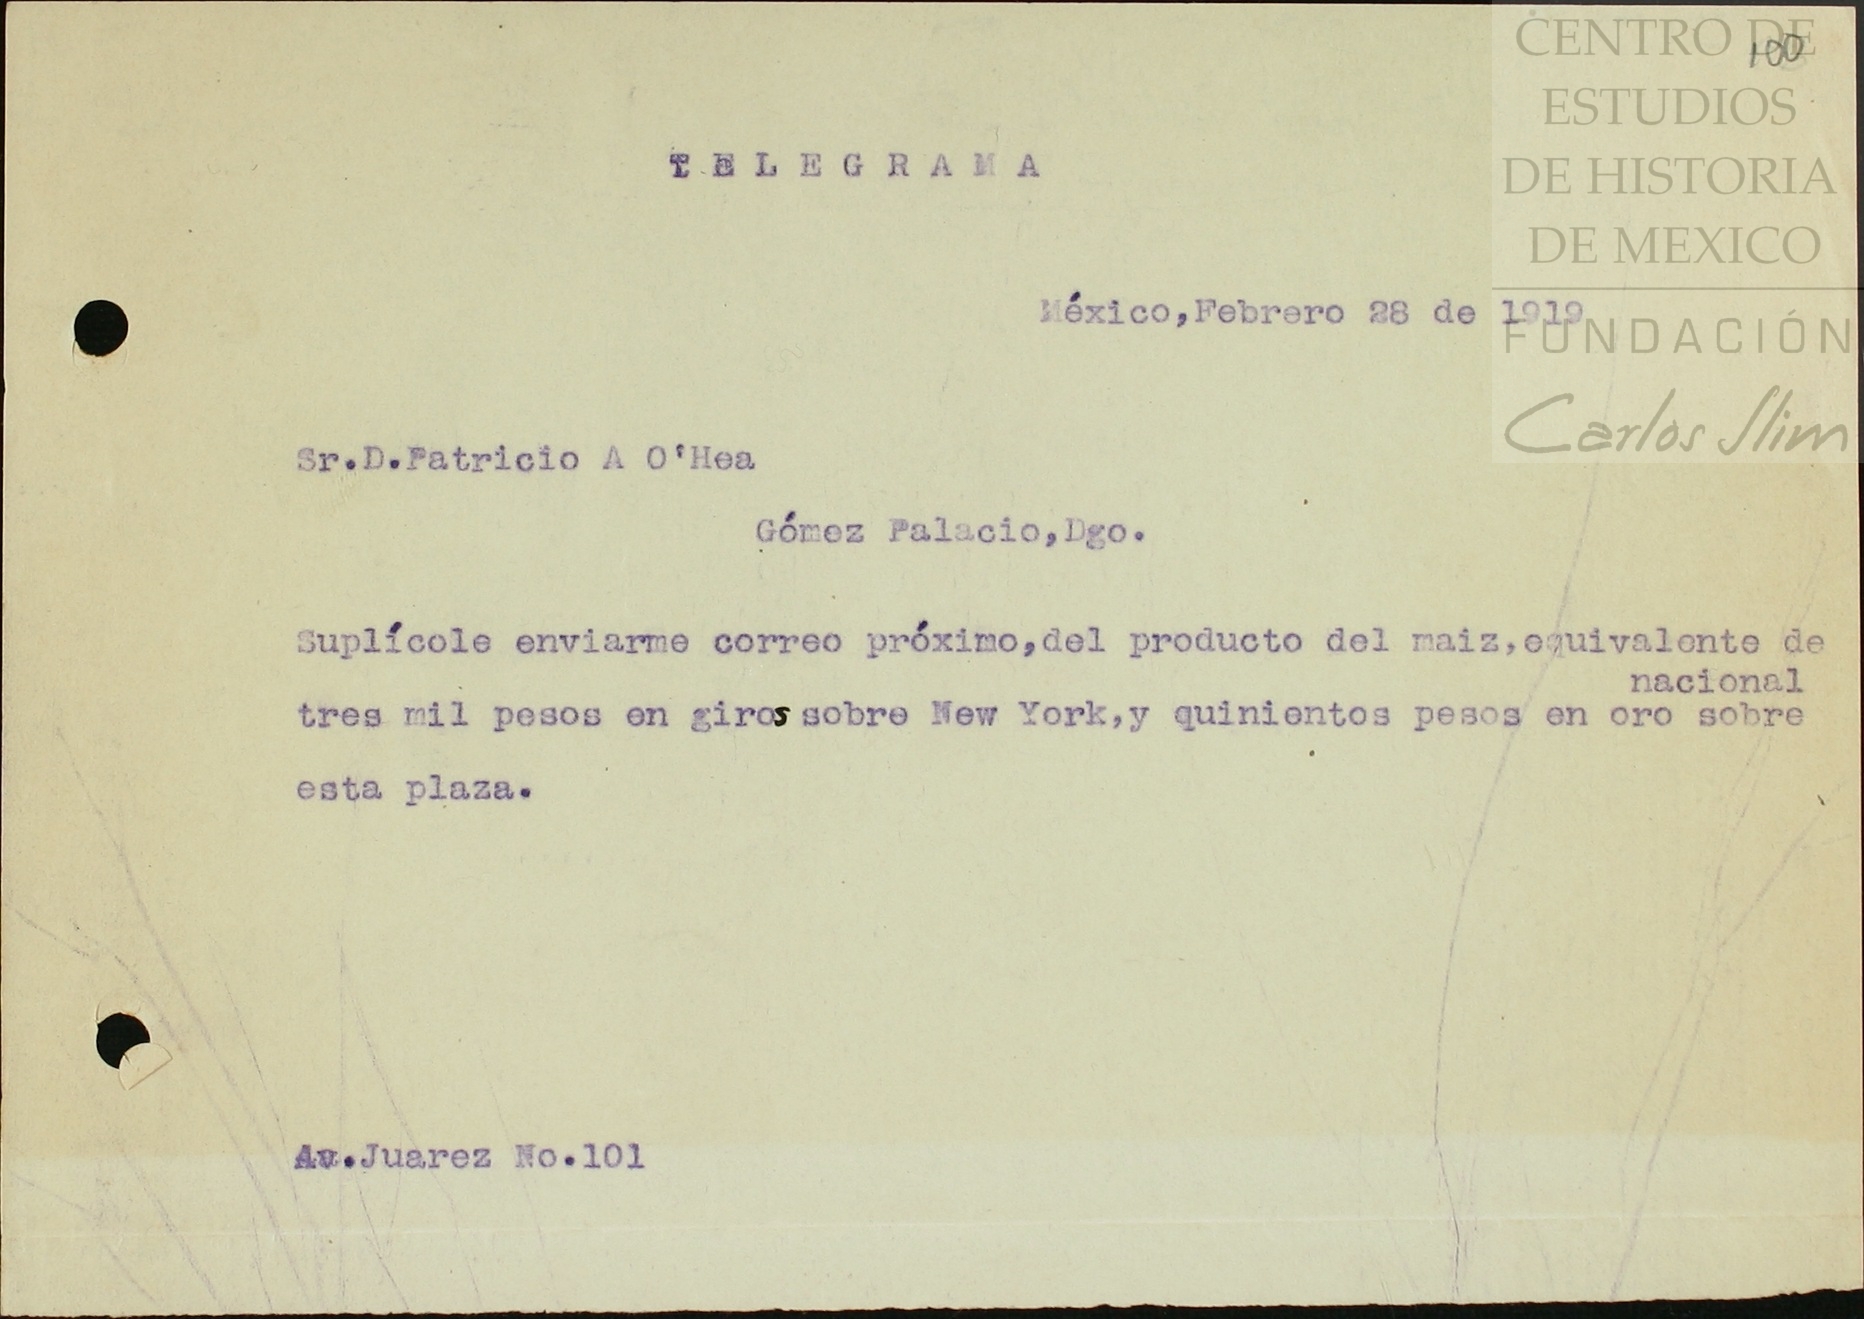 CENTRO DE
100
ESTUDIOS
DE HISTORIA
DE MEXICO
FUNDACIÓN
Carlos Slim
TELEGRAMA
México,Febrero 28 de 1919
Sr.D.Patricio A O'Hea
Gómez Palacio,Dgo.
Suplícole enviarme correo próximo,del producto del maiz,equivalente de
nacional
tres mil pesos en giros sobre New York,y quinientos pesos en oro sobre
esta plaza.
Av.Juarez No.101